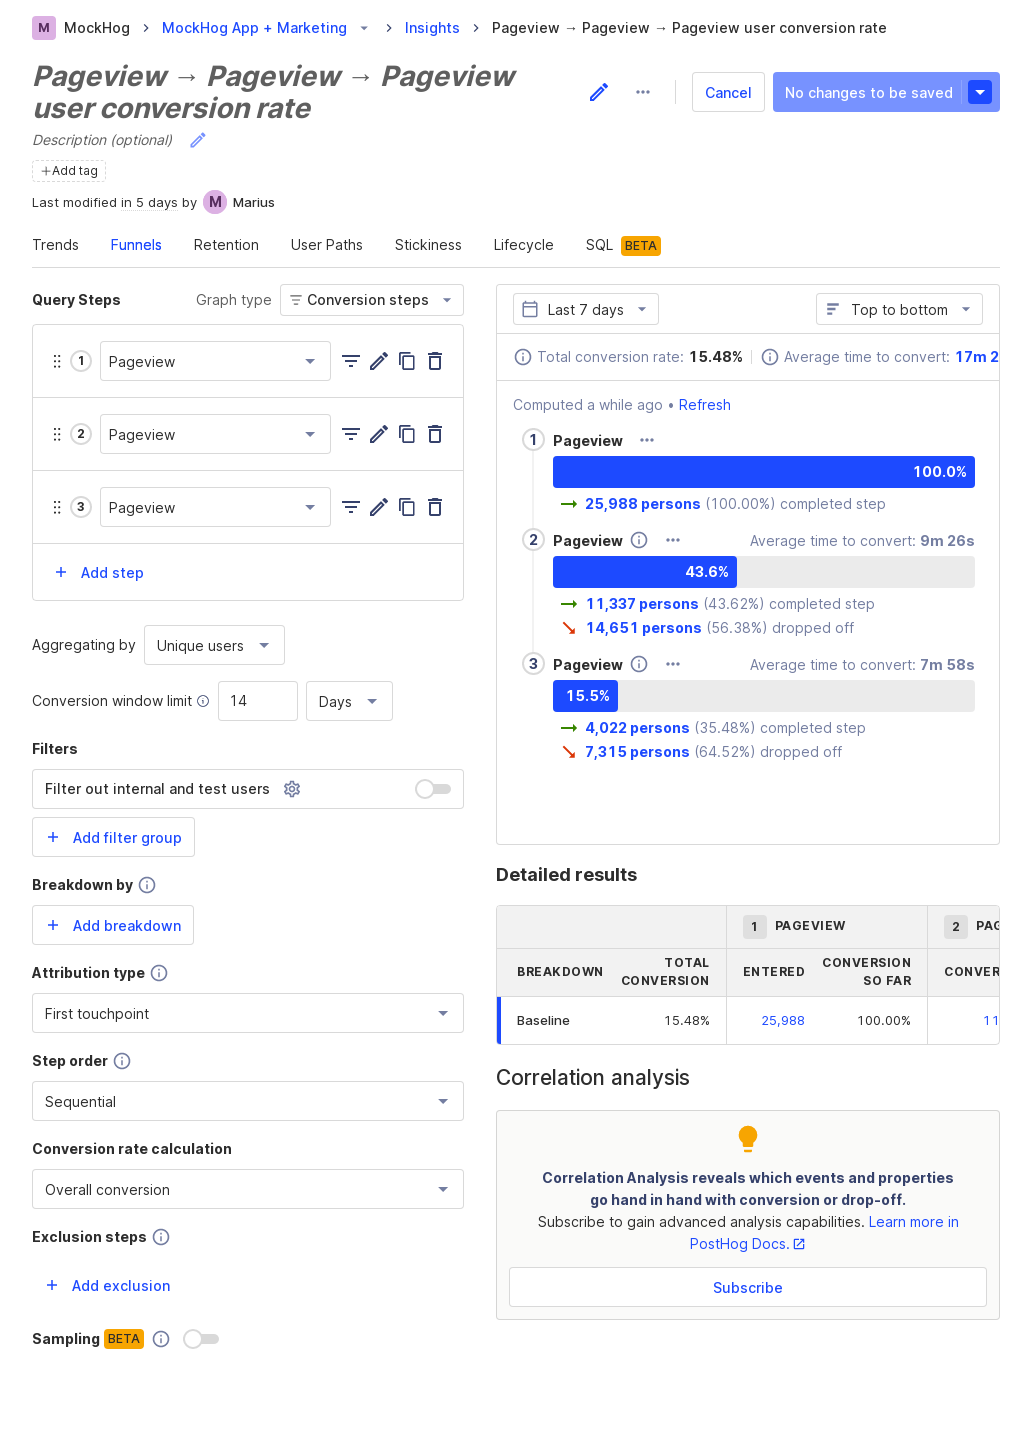 M MockHog > MockHog App + Marketing > Insights > Pageview → Pageview → Pageview user conversion rate
Pageview → Pageview → Pageview
user conversion rate
Cancel
No changes to be saved
Description (optional)
+Add tag
Last modified in 5 days by M Marius
Trends Funnels Retention User Paths Stickiness Lifecycle SQL BETA
Query Steps
Graph type Conversion steps
1 Pageview
2 Pageview
3 Pageview
+ Add step
Aggregating by Unique users
Conversion window limit 14 Days
Filters
Filter out internal and test users
+ Add filter group
Breakdown by
+ Add breakdown
Attribution type
First touchpoint
Step order
Sequential
Conversion rate calculation
Overall conversion
Exclusion steps
+ Add exclusion
Sampling BETA
Last 7 days
Top to bottom
Total conversion rate: 15.48% Average time to convert: 17m 2
Computed a while ago • Refresh
1 Pageview
100.0%
→ 25,988 persons (100.00%) completed step
2 Pageview Average time to convert: 9m 26s
43.6%
→ 11,337 persons (43.62%) completed step
↘ 14,651 persons (56.38%) dropped off
3 Pageview Average time to convert: 7m 58s
15.5%
→ 4,022 persons (35.48%) completed step
↘ 7,315 persons (64.52%) dropped off
Detailed results
1 PAGEVIEW 2 PAG
BREAKDOWN TOTAL CONVERSION ENTERED CONVERSION SO FAR CONVER
Baseline 15.48% 25,988 100.00% 11
Correlation analysis
Correlation Analysis reveals which events and properties
go hand in hand with conversion or drop-off.
Subscribe to gain advanced analysis capabilities. Learn more in
PostHog Docs.
Subscribe